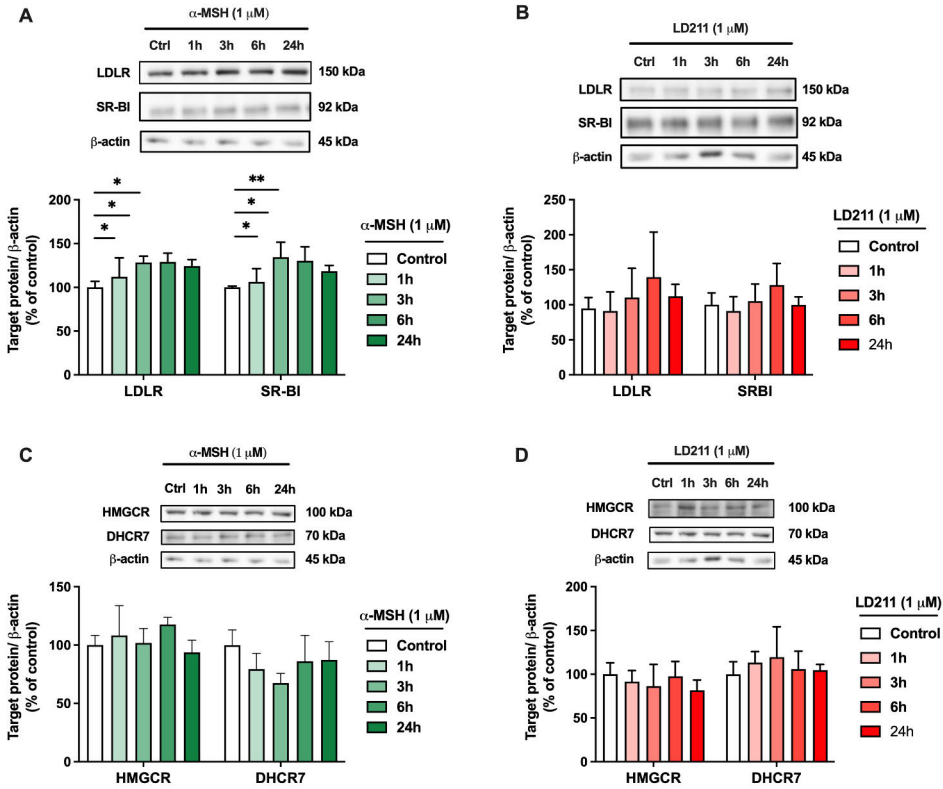 A
α-MSH (1 μM)
Ctrl 1h 3h 6h 24h
LDLR 150 kDa
SR-BI 92 kDa
β-actin 45 kDa
Target protein/ β-actin
(% of control)
200
150
100
50
0
* * *
* * **
LDLR SR-BI
α-MSH (1 μM)
Control
1h
3h
6h
24h
B
LD211 (1 μM)
Ctrl 1h 3h 6h 24h
LDLR 150 kDa
SR-BI 92 kDa
β-actin 45 kDa
Target protein/ β-actin
(% of control)
250
200
150
100
50
0
LDLR SRBI
LD211 (1 μM)
Control
1h
3h
6h
24h
C
α-MSH (1 μM)
Ctrl 1h 3h 6h 24h
HMGCR 100 kDa
DHCR7 70 kDa
β-actin 45 kDa
Target protein/ β-actin
(% of control)
150
100
50
0
HMGCR DHCR7
α-MSH (1 μM)
Control
1h
3h
6h
24h
D
LD211 (1 μM)
Ctrl 1h 3h 6h 24h
HMGCR 100 kDa
DHCR7 70 kDa
β-actin 45 kDa
Target protein/ β-actin
(% of control)
200
150
100
50
0
HMGCR DHCR7
LD211 (1 μM)
Control
1h
3h
6h
24h